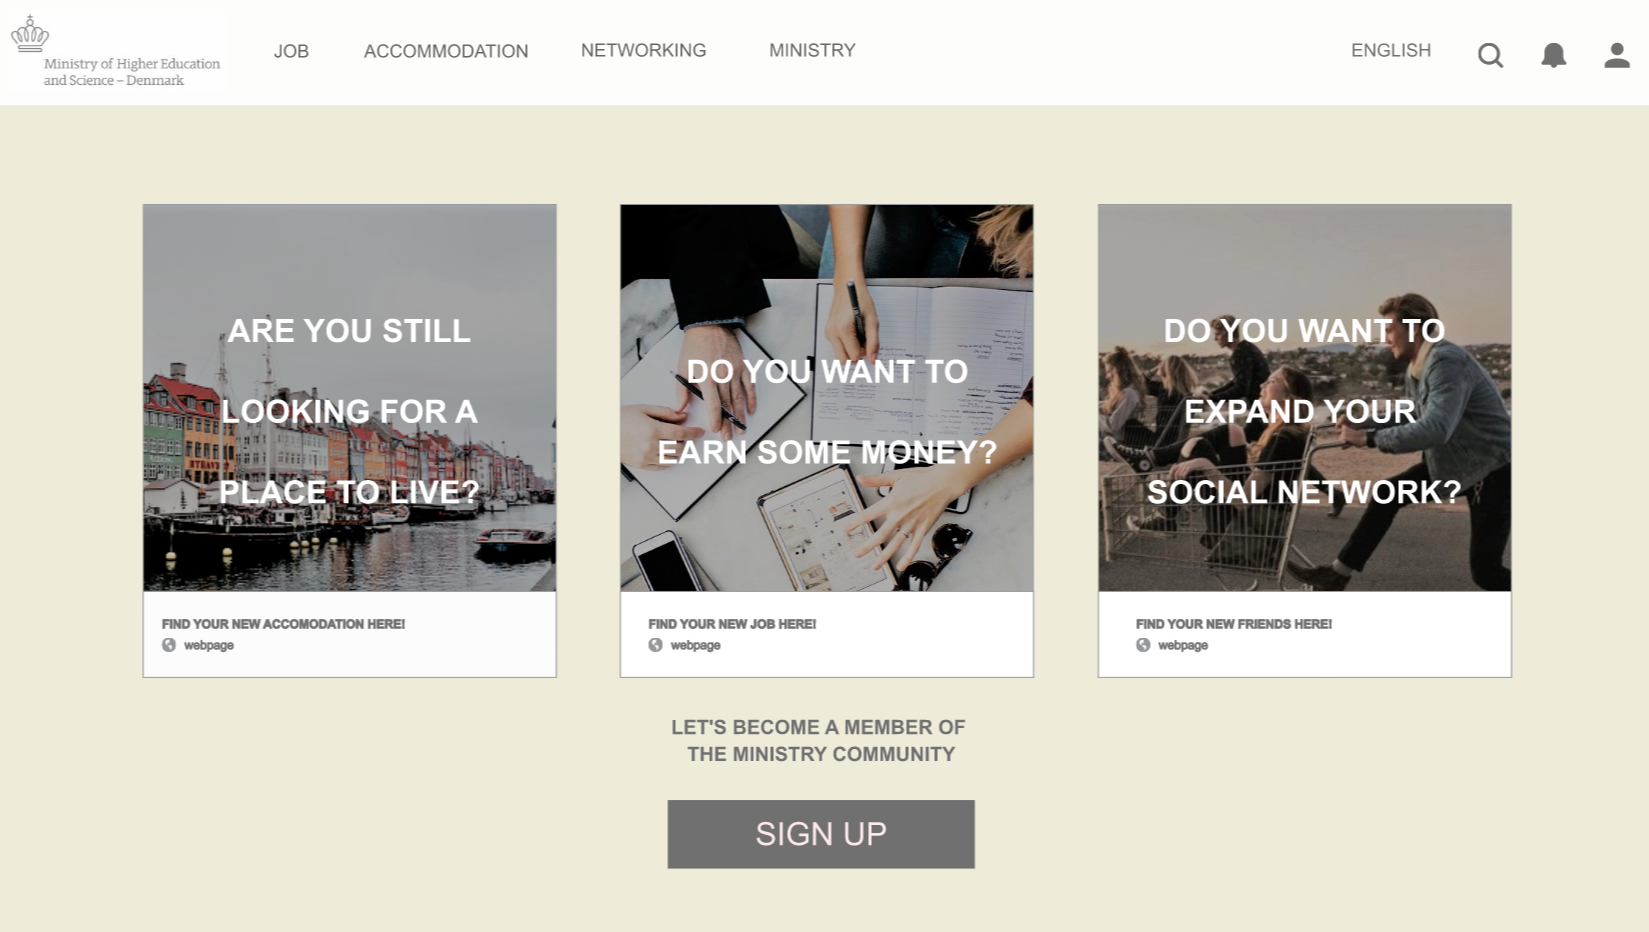 Ministry of Higher Education
and Science – Denmark
JOB
ACCOMMODATION
NETWORKING
MINISTRY
ENGLISH
ARE YOU STILL
LOOKING FOR A
PLACE TO LIVE?
FIND YOUR NEW ACCOMODATION HERE!
webpage
DO YOU WANT TO
EARN SOME MONEY?
FIND YOUR NEW JOB HERE!
webpage
DO YOU WANT TO
EXPAND YOUR
SOCIAL NETWORK?
FIND YOUR NEW FRIENDS HERE!
webpage
LET'S BECOME A MEMBER OF
THE MINISTRY COMMUNITY
SIGN UP